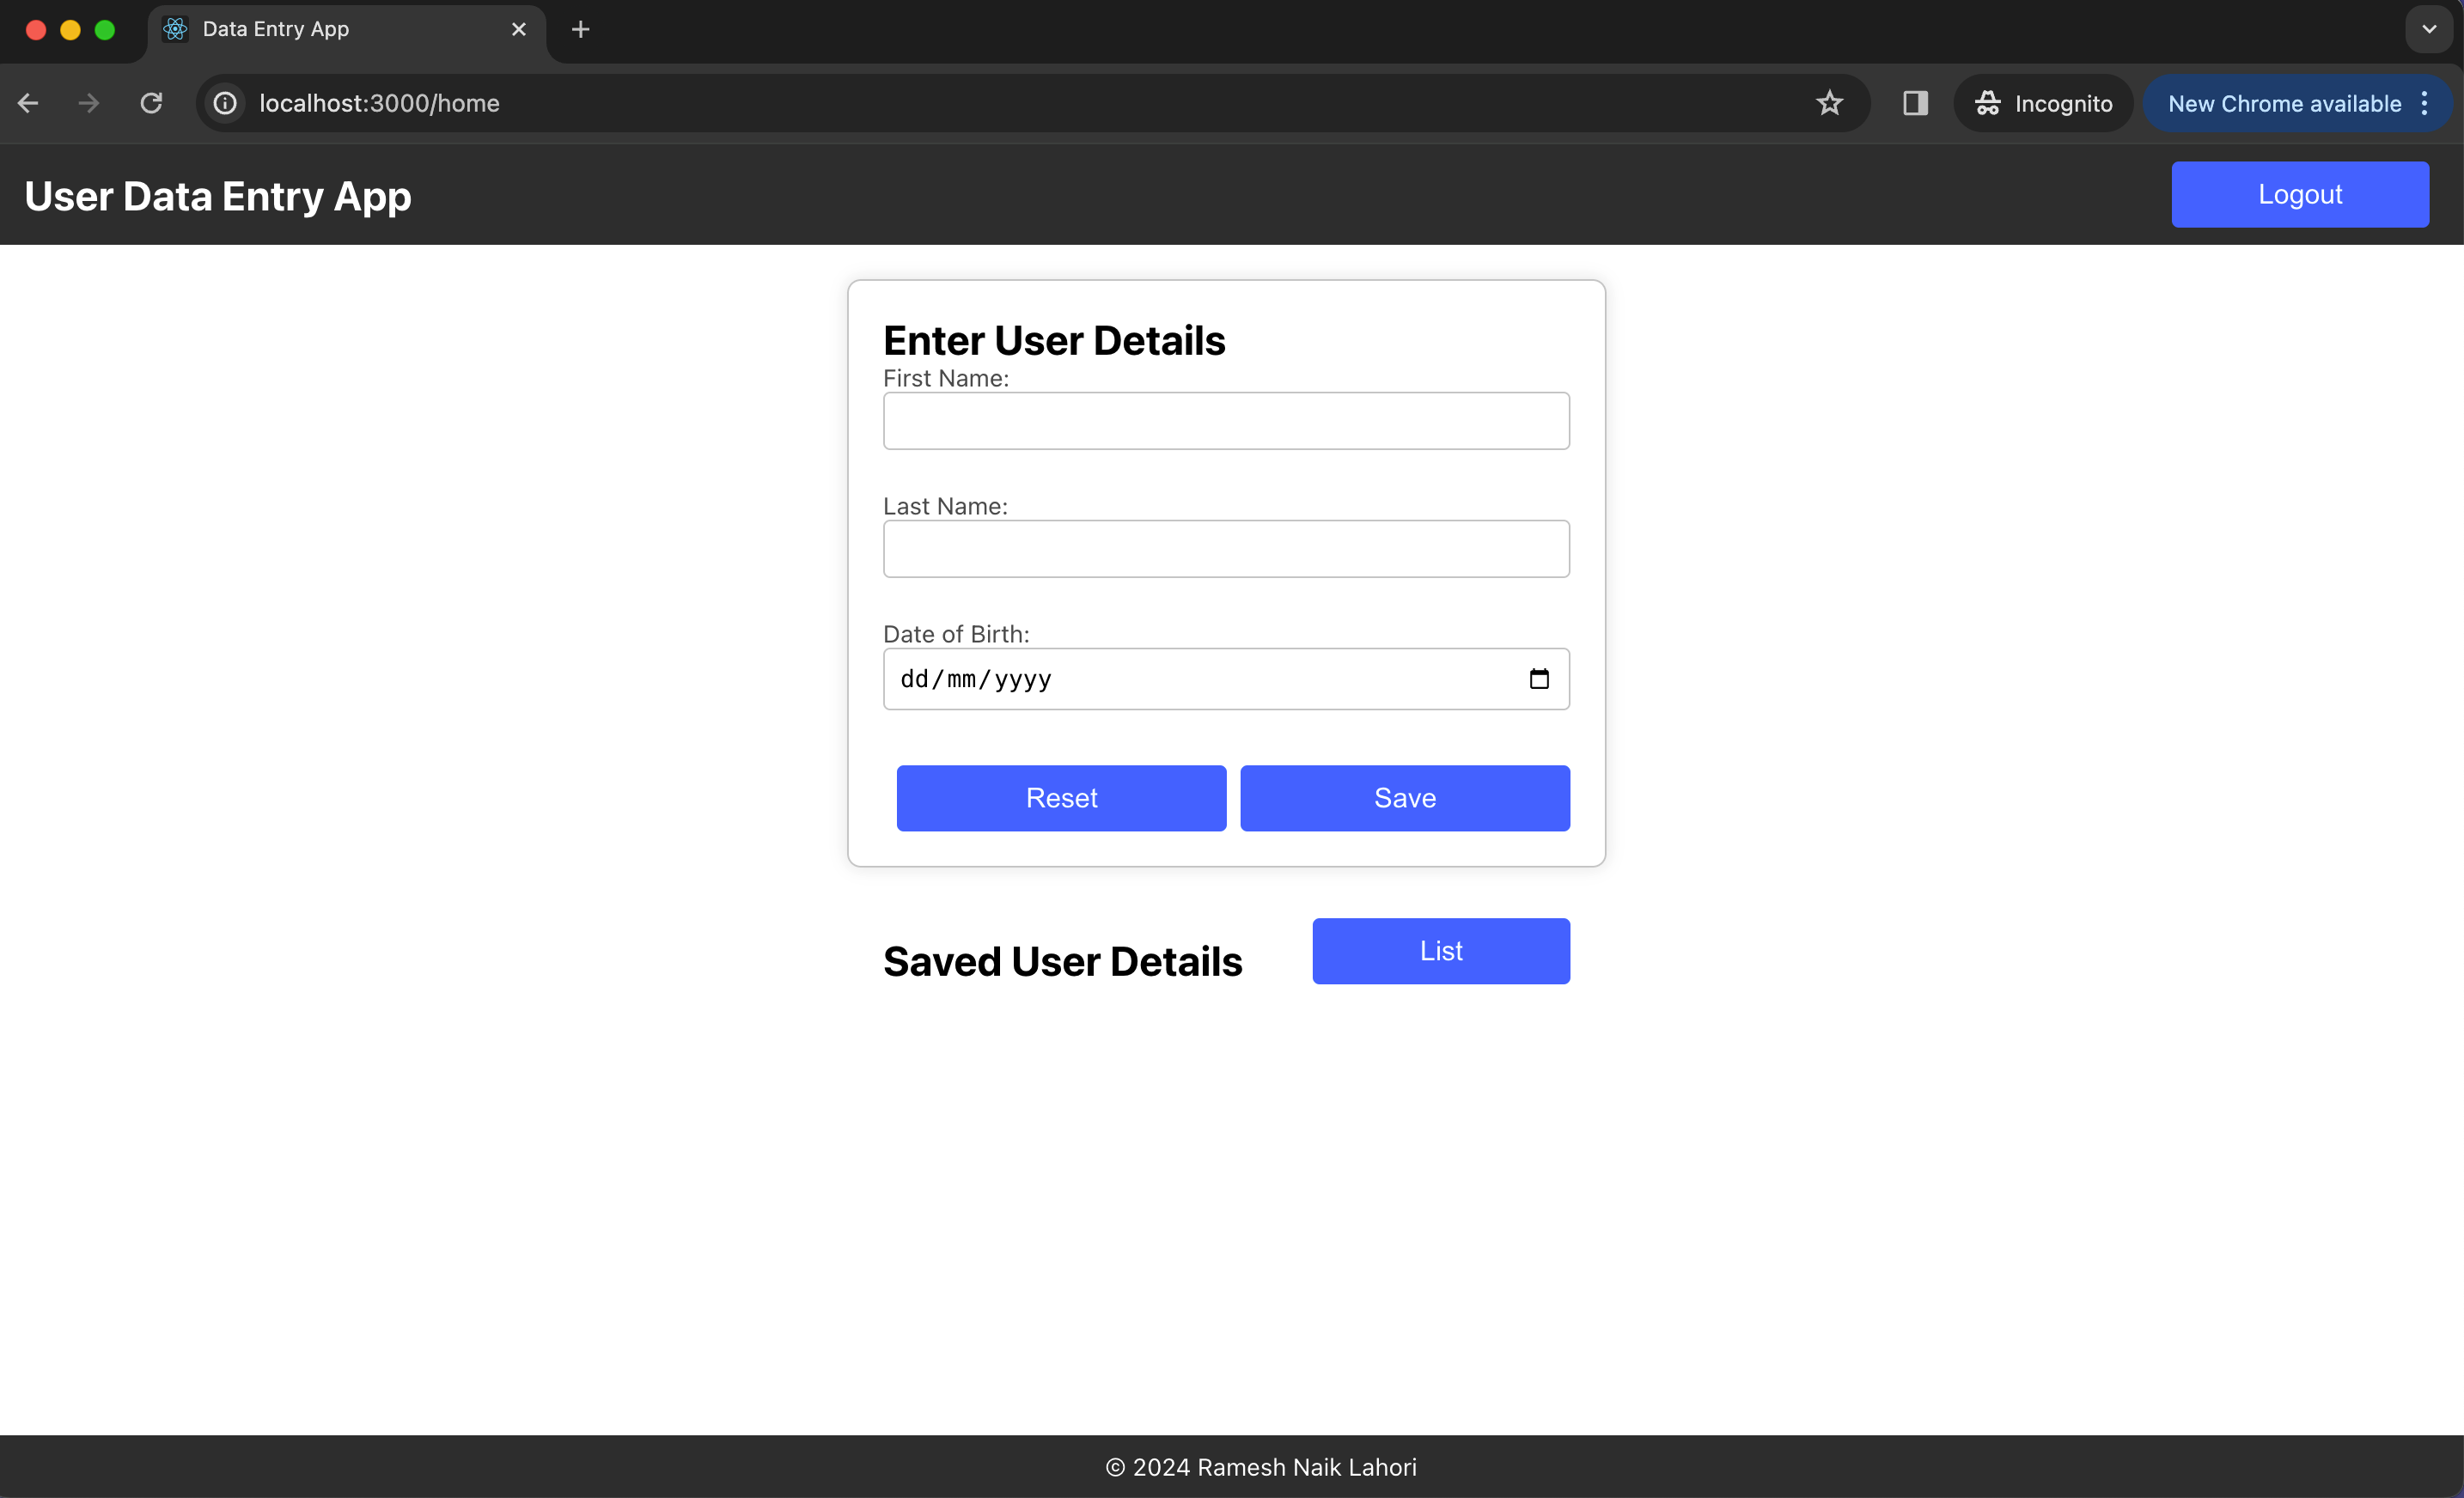 Data Entry App
localhost:3000/home
Incognito
New Chrome available
User Data Entry App
Logout
Enter User Details
First Name:
Last Name:
Date of Birth:
dd/mm/yyyy
Reset
Save
Saved User Details
List
© 2024 Ramesh Naik Lahori